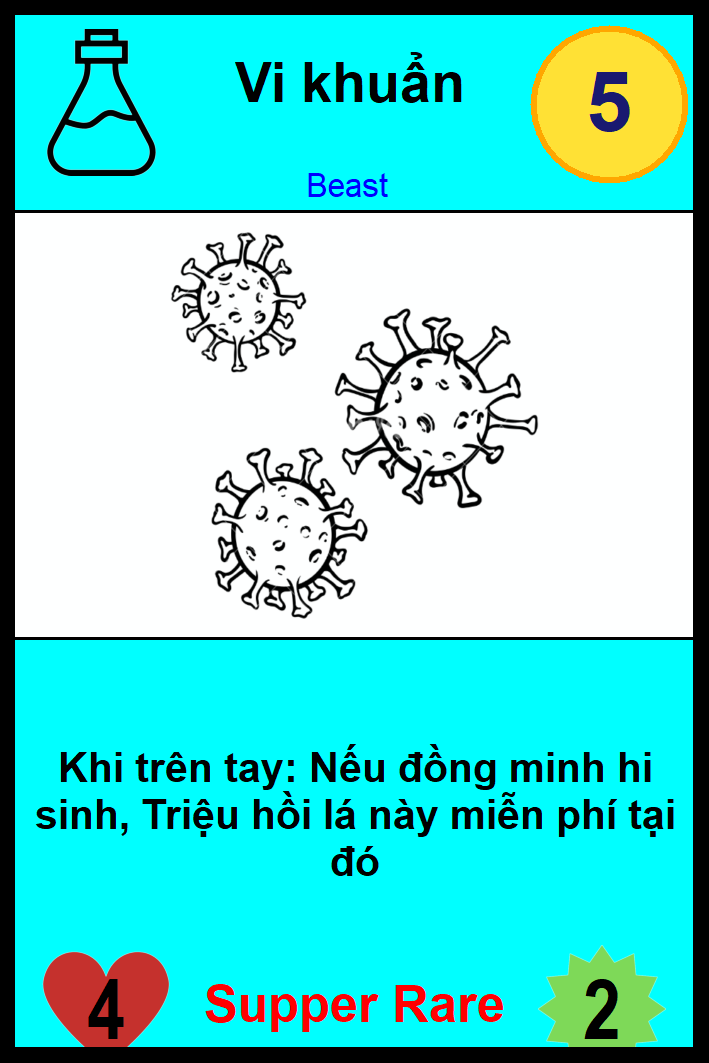 Vi khuẩn
5
Beast
Khi trên tay: Nếu đồng minh hi
sinh, Triệu hồi lá này miễn phí tại
đó
4
Supper Rare
2